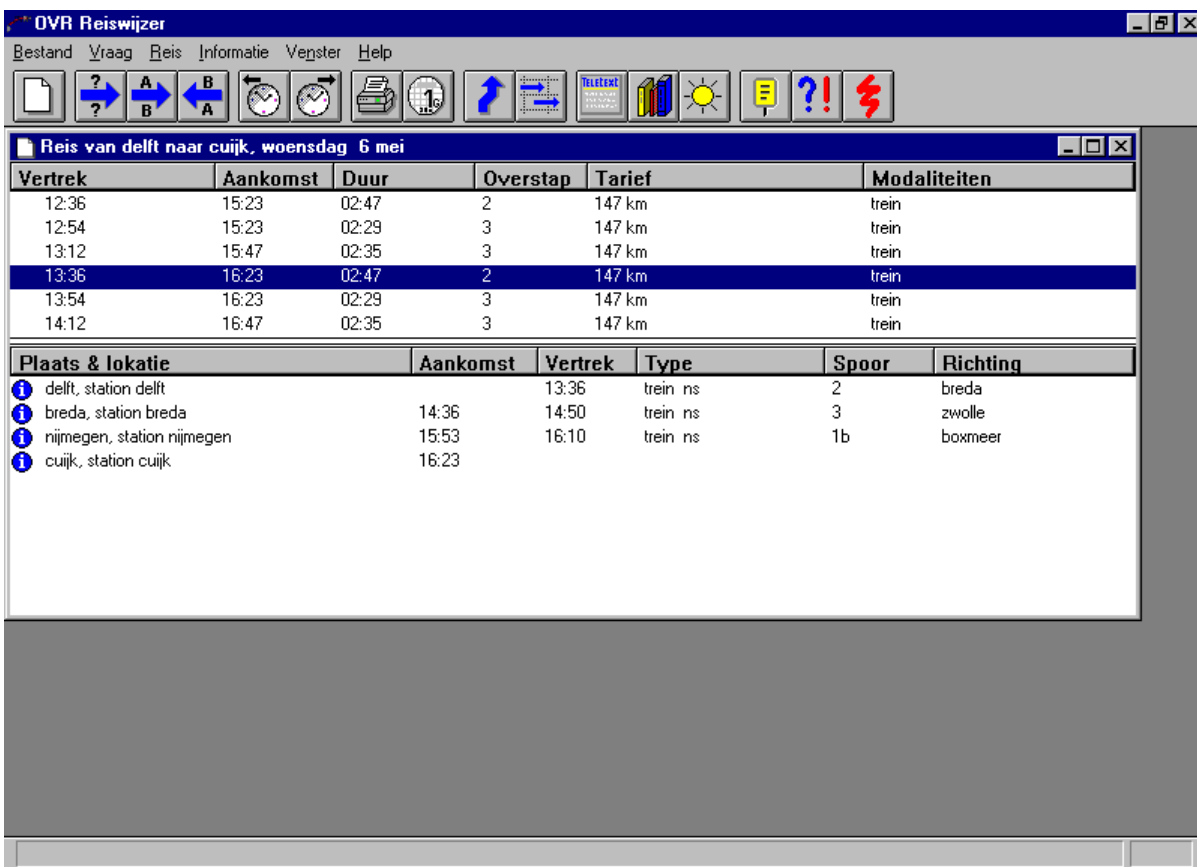 OVR Reiswijzer
Bestand Vraag Reis Informatie Venster Help
? ? A B B A TELETEXT ?!
Reis van delft naar cuijk, woensdag 6 mei
Vertrek Aankomst Duur Overstap Tarief Modaliteiten
12:36 15:23 02:47 2 147 km trein
12:54 15:23 02:29 3 147 km trein
13:12 15:47 02:35 3 147 km trein
13:36 16:23 02:47 2 147 km trein
13:54 16:23 02:29 3 147 km trein
14:12 16:47 02:35 3 147 km trein
Plaats & lokatie Aankomst Vertrek Type Spoor Richting
i delft, station delft 13:36 trein ns 2 breda
i breda, station breda 14:36 14:50 trein ns 3 zwolle
i nijmegen, station nijmegen 15:53 16:10 trein ns 1b boxmeer
i cuijk, station cuijk 16:23